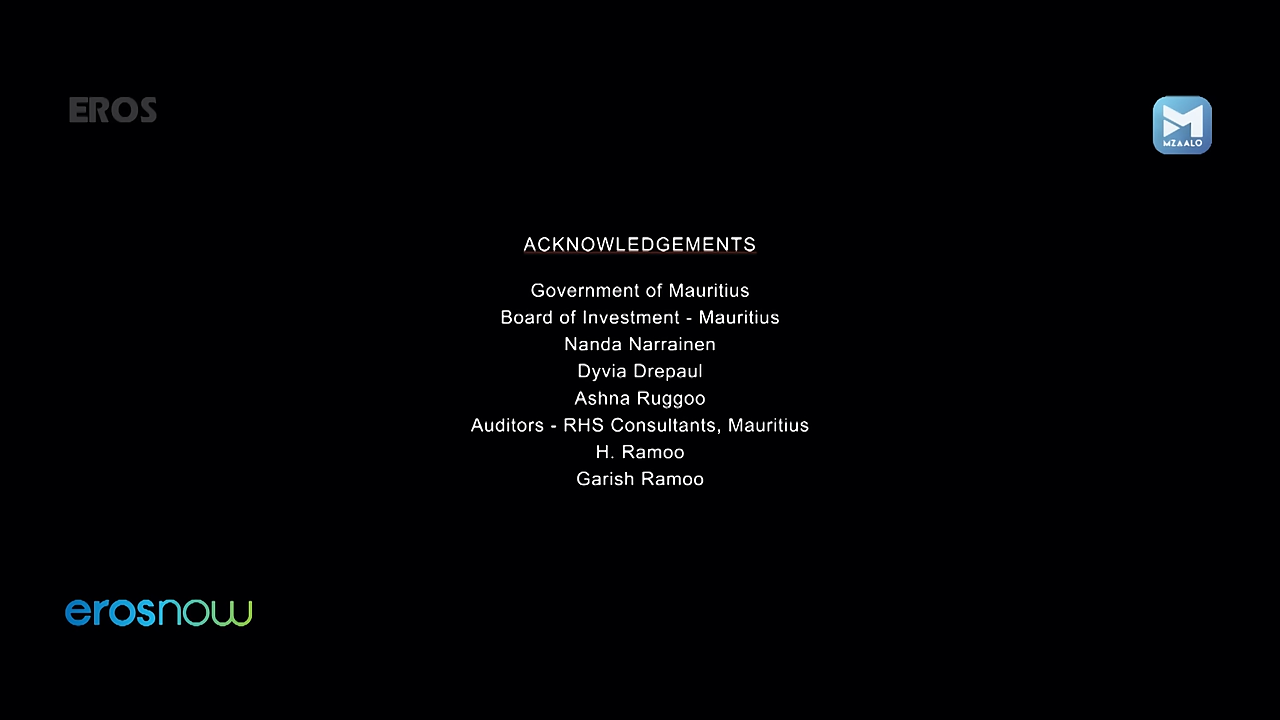 EROS
MZAALO
ACKNOWLEDGEMENTS
Government of Mauritius
Board of Investment - Mauritius
Nanda Narrainen
Dyvia Drepaul
Ashna Ruggoo
Auditors - RHS Consultants, Mauritius
H. Ramoo
Garish Ramoo
erosnow